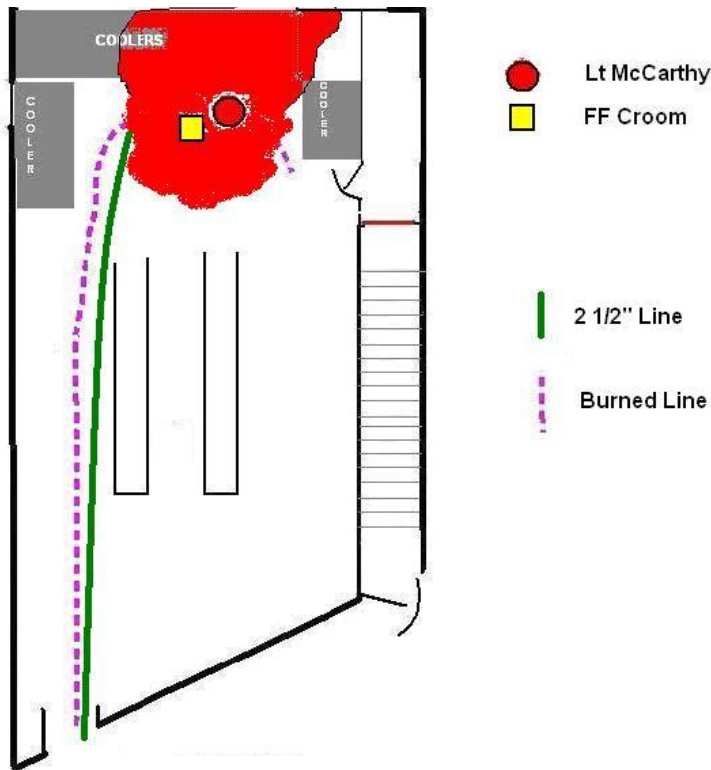 COOLERS
COOLER
COOLER
Lt McCarthy
FF Croom
2 1/2" Line
Burned Line